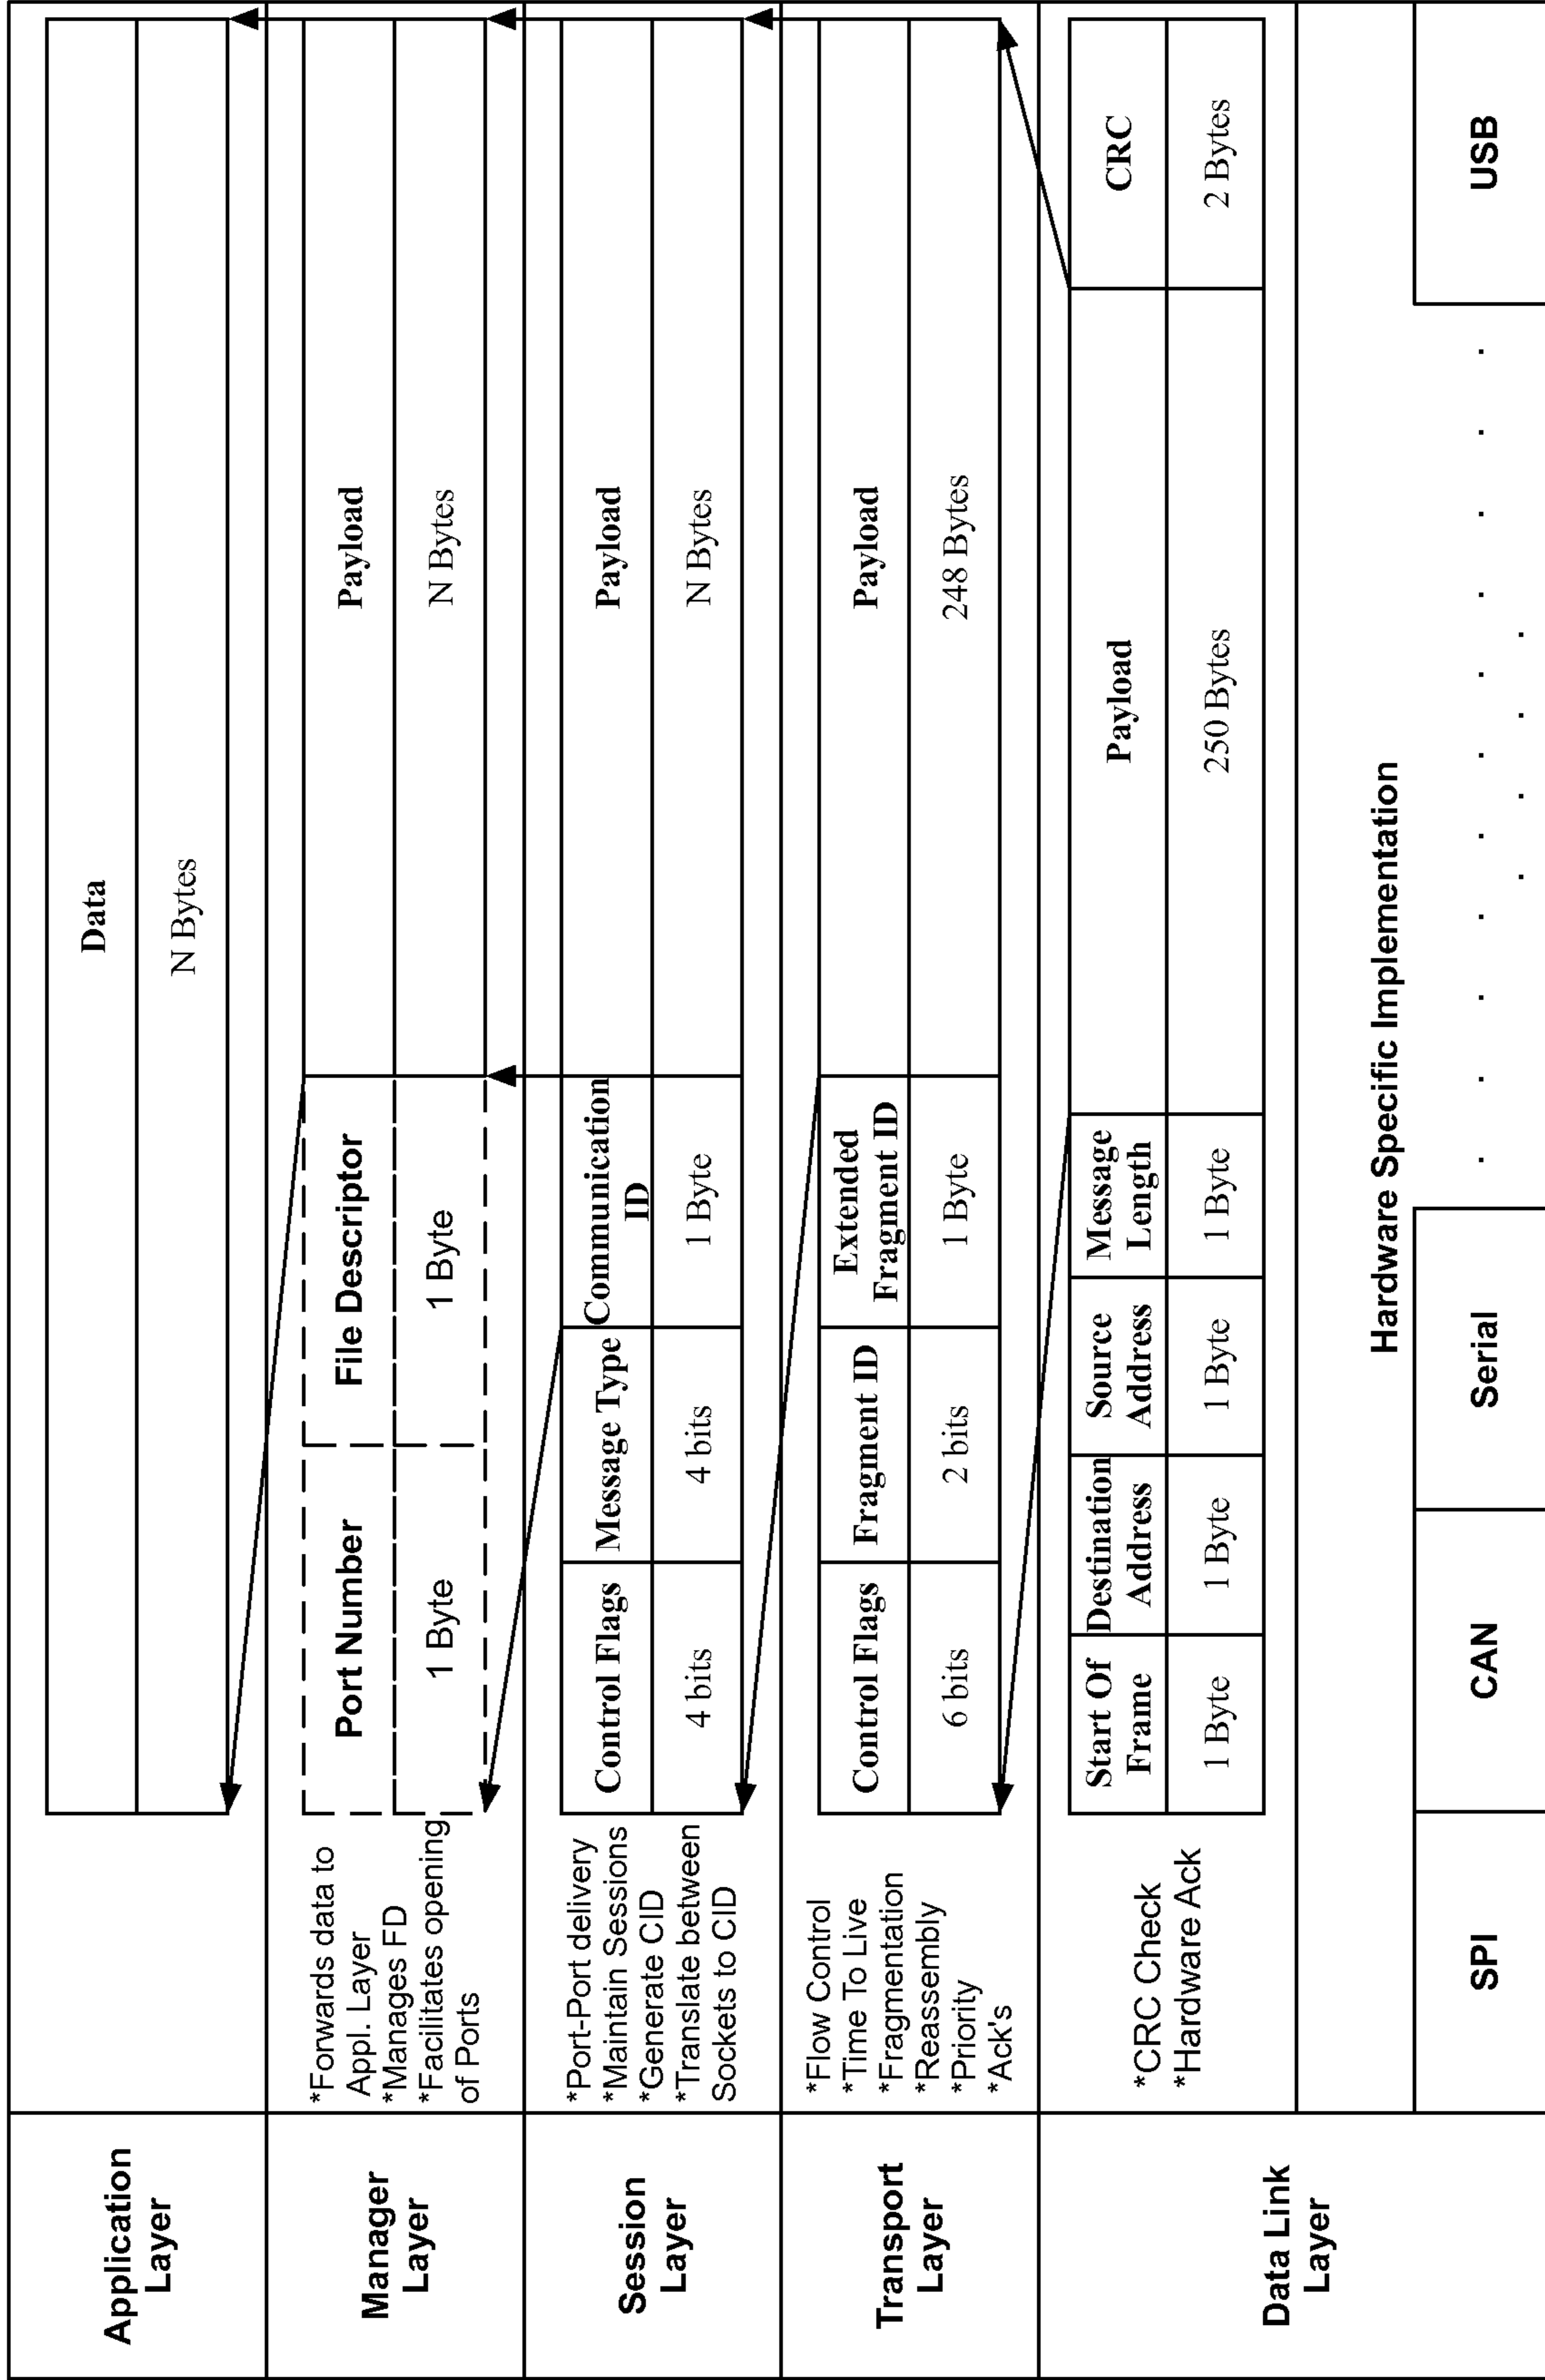 Application
Layer
Data
N Bytes
Manager
Layer
*Forwards data to
Appl. Layer
*Manages FD
*Facilitates opening
of Ports
Port Number
File Descriptor
Payload
1 Byte
1 Byte
N Bytes
Session
Layer
*Port-Port delivery
*Maintain Sessions
*Generate CID
*Translate between
Sockets to CID
Control Flags
Message Type
Communication
ID
Payload
4 bits
4 bits
1 Byte
N Bytes
Transport
Layer
*Flow Control
*Time To Live
*Fragmentation
*Reassembly
*Priority
*Ack's
Control Flags
Fragment ID
Extended
Fragment ID
Payload
6 bits
2 bits
1 Byte
248 Bytes
Data Link
Layer
*CRC Check
*Hardware Ack
Start Of
Frame
Destination
Address
Source
Address
Message
Length
Payload
CRC
1 Byte
1 Byte
1 Byte
1 Byte
250 Bytes
2 Bytes
Hardware Specific Implementation
SPI
CAN
Serial
. . . . . . . . . . .
USB
. . . .